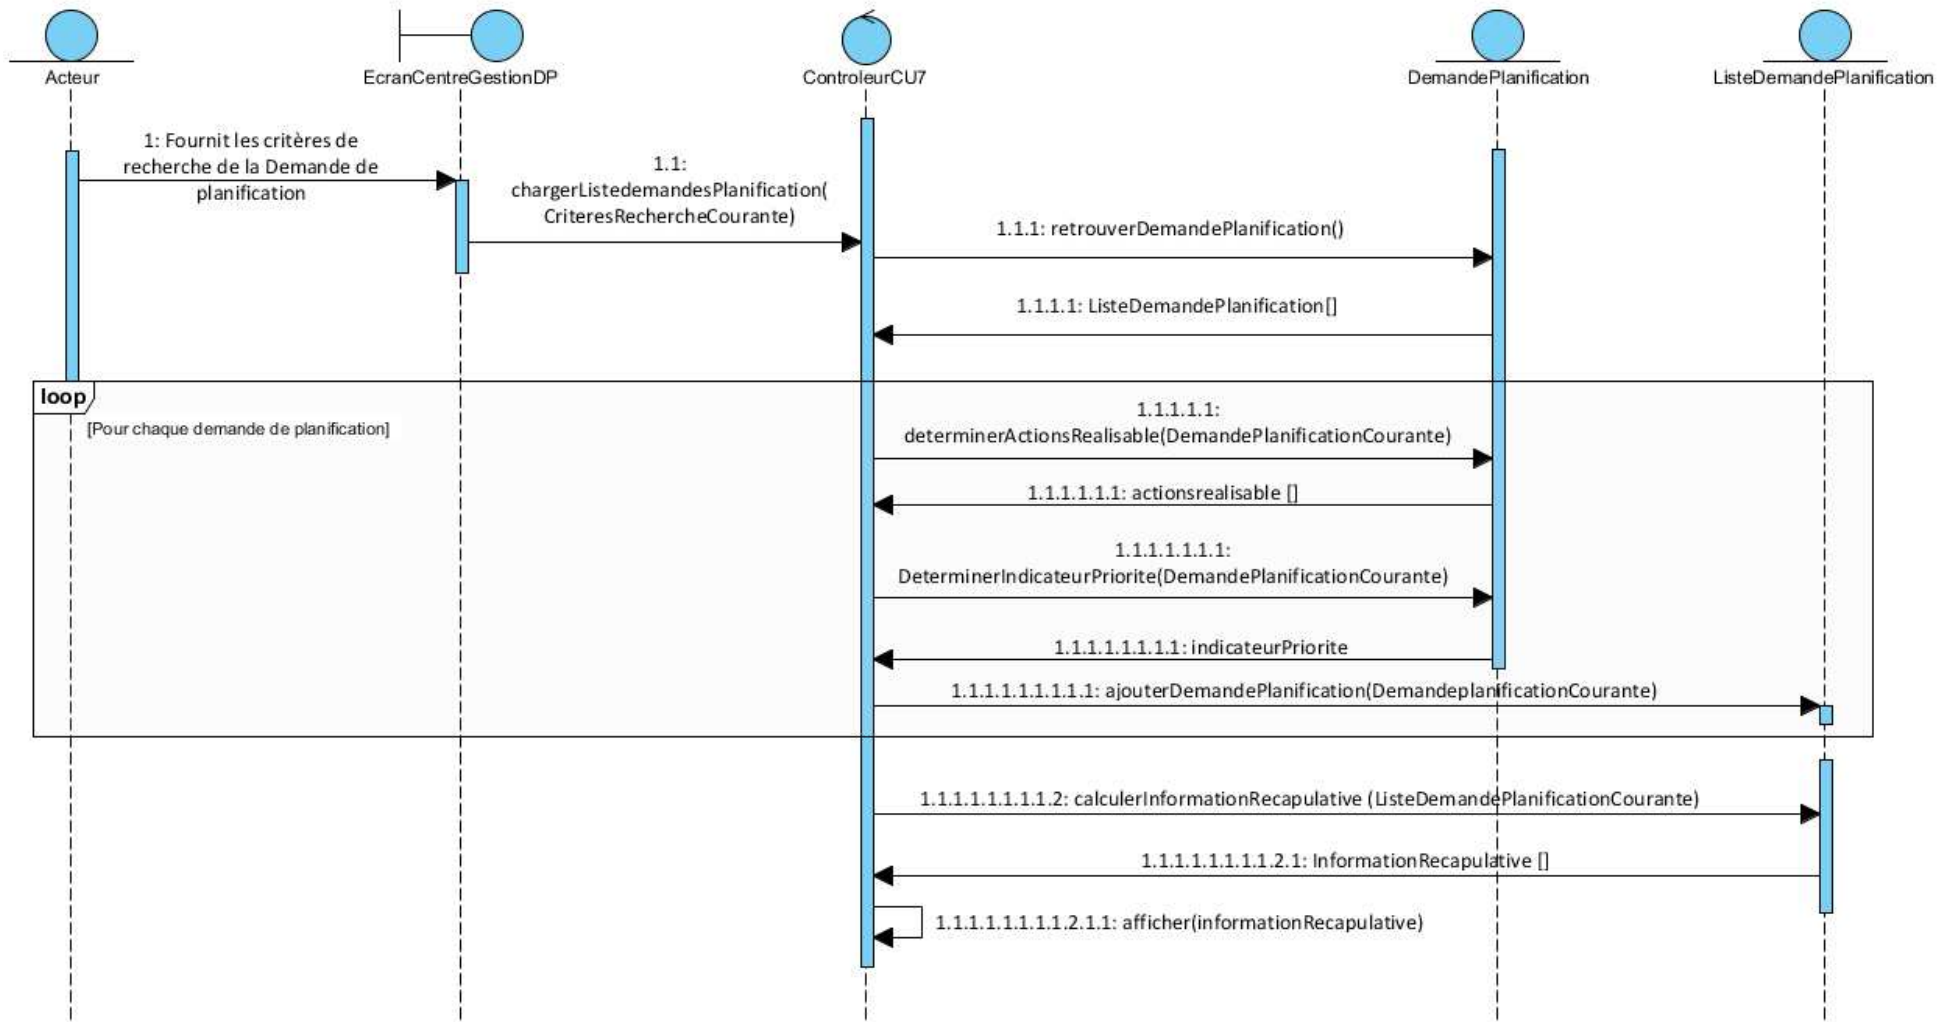 Acteur
EcranCentreGestionDP
ControleurCU7
DemandePlanification
ListeDemandePlanification
1: Fournit les critères de
recherche de la Demande de
planification
1.1:
chargerListedemandesPlanification(
CriteresRechercheCourante)
1.1.1: retrouverDemandePlanification()
1.1.1.1: ListeDemandePlanification[]
loop
[Pour chaque demande de planification]
1.1.1.1.1:
determinerActionsRealisable(DemandePlanificationCourante)
1.1.1.1.1.1: actionsrealisable []
1.1.1.1.1.1.1:
DeterminerIndicateurPriorite(DemandePlanificationCourante)
1.1.1.1.1.1.1.1: indicateurPriorite
1.1.1.1.1.1.1.1.1: ajouterDemandePlanification(DemandeplanificationCourante)
1.1.1.1.1.1.1.1.2: calculerInformationRecapulative (ListeDemandePlanificationCourante)
1.1.1.1.1.1.1.1.2.1: InformationRecapulative []
1.1.1.1.1.1.1.1.2.1.1: afficher(informationRecapulative)